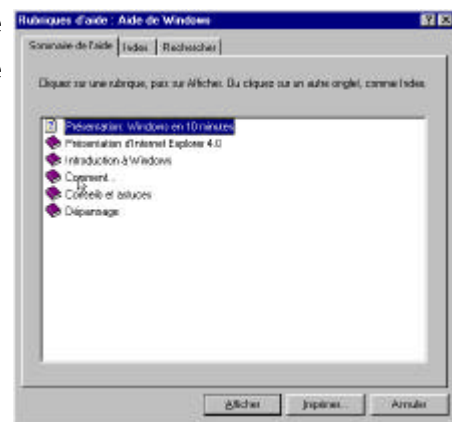 e
Rubriques d'aide : Aide de Windows
Sommaire de l'aide Index Rechercher
e
Cliquez sur une rubrique, puis sur Afficher. Ou cliquez sur un autre onglet, comme Index.
Présentation: Windows en 10 minutes
Présentation d'Internet Explorer 4.0
Introduction à Windows
Comment...
Conseils et astuces
Dépannage
Afficher Imprimer... Annuler